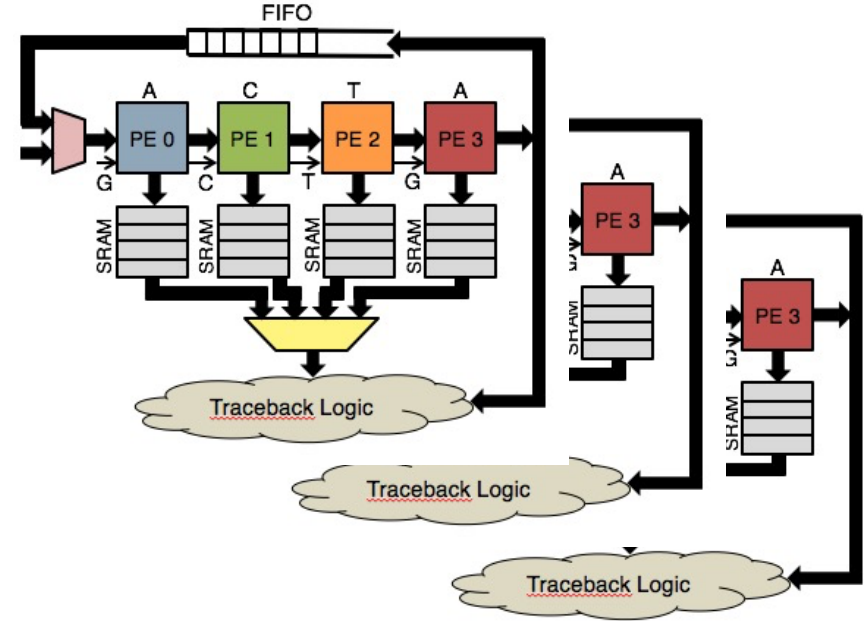 FIFO
A C T A
PE 0 PE 1 PE 2 PE 3
G C T G
SRAM SRAM SRAM SRAM
Traceback Logic
A
PE 3
SRAM
Traceback Logic
A
PE 3
SRAM
Traceback Logic